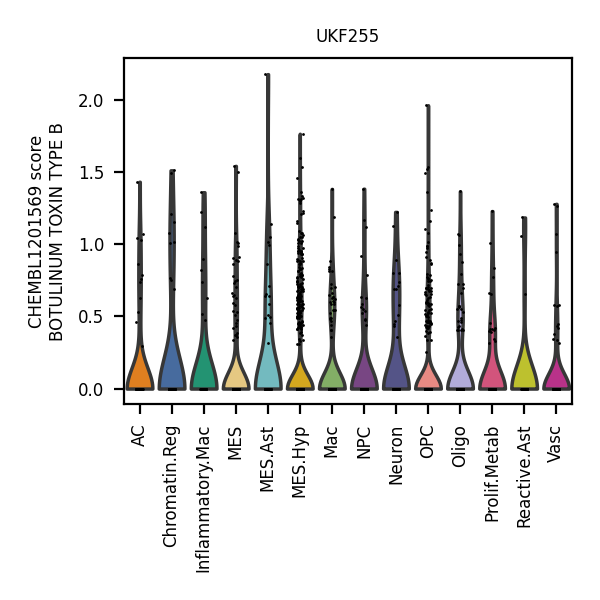 UKF255
CHEMBL1201569 score
BOTULINUM TOXIN TYPE B
2.0
1.5
1.0
0.5
0.0
AC
Chromatin.Reg
Inflammatory.Mac
MES
MES.Ast
MES.Hyp
Mac
NPC
Neuron
OPC
Oligo
Prolif.Metab
Reactive.Ast
Vasc